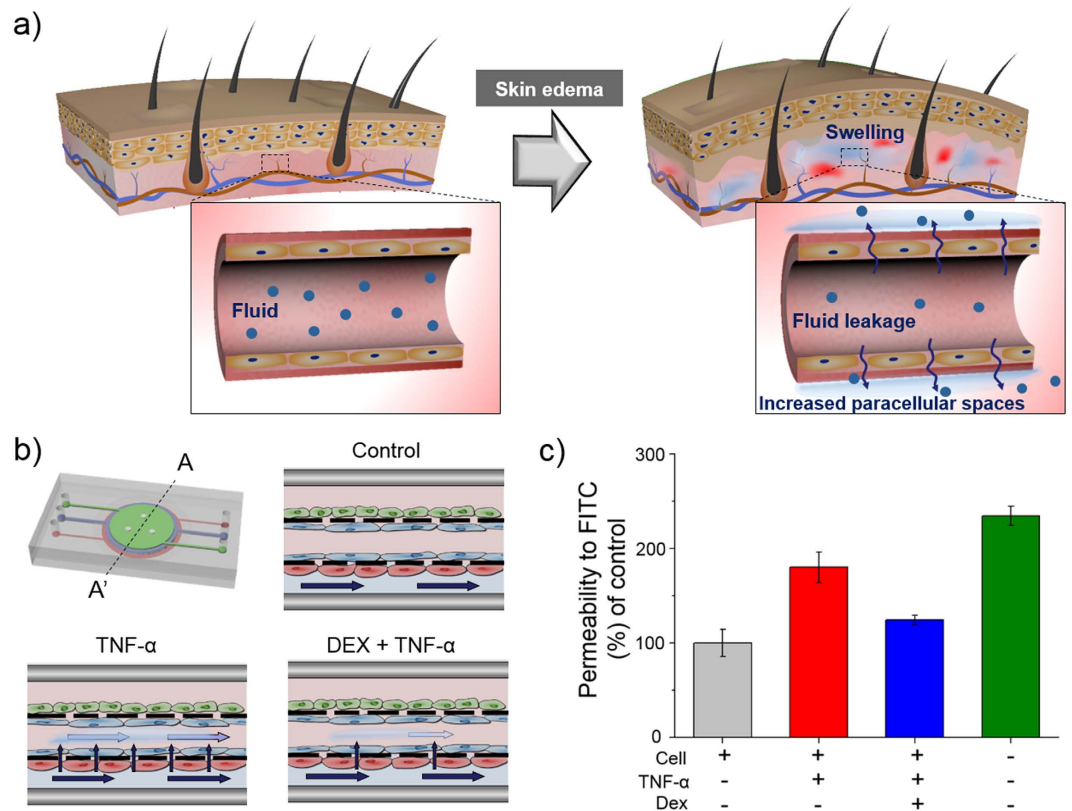 a)
Skin edema
Swelling
Fluid
Fluid leakage
Increased paracellular spaces
b)
A
A'
Control
TNF-α
DEX + TNF-α
c)
Permeability to FITC
(%) of control
300
200
100
0
Cell + + + -
TNF-α - + + -
Dex - - + -